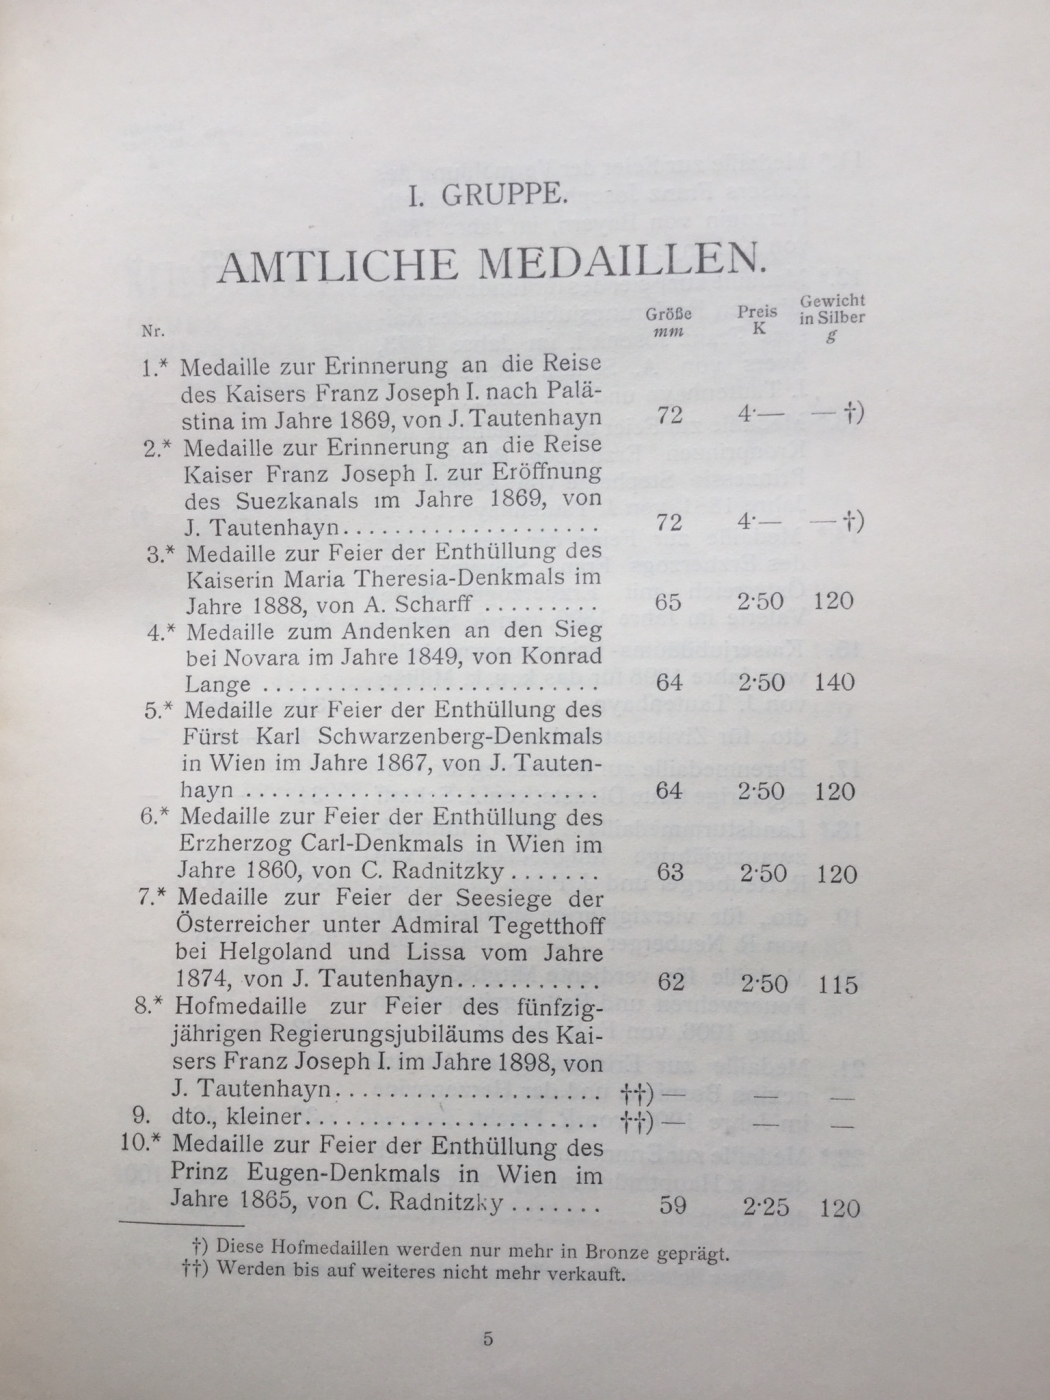 I. GRUPPE.
AMTLICHE MEDAILLEN.
Nr. Größe mm Preis K Gewicht in Silber g
1.* Medaille zur Erinnerung an die Reise
des Kaisers Franz Joseph I. nach Palä-
stina im Jahre 1869, von J. Tautenhayn 72 4·— — †)
2.* Medaille zur Erinnerung an die Reise
Kaiser Franz Joseph I. zur Eröffnung
des Suezkanals im Jahre 1869, von
J. Tautenhayn.................... 72 4·— — †)
3.* Medaille zur Feier der Enthüllung des
Kaiserin Maria Theresia-Denkmals im
Jahre 1888, von A. Scharff ......... 65 2·50 120
4.* Medaille zum Andenken an den Sieg
bei Novara im Jahre 1849, von Konrad
Lange .......................... 64 2·50 140
5.* Medaille zur Feier der Enthüllung des
Fürst Karl Schwarzenberg-Denkmals
in Wien im Jahre 1867, von J. Tauten-
hayn ........................... 64 2·50 120
6.* Medaille zur Feier der Enthüllung des
Erzherzog Carl-Denkmals in Wien im
Jahre 1860, von C. Radnitzky....... 63 2·50 120
7.* Medaille zur Feier der Seesiege der
Österreicher unter Admiral Tegetthoff
bei Helgoland und Lissa vom Jahre
1874, von J. Tautenhayn........... 62 2·50 115
8.* Hofmedaille zur Feier des fünfzig-
jährigen Regierungsjubiläums des Kai-
sers Franz Joseph I. im Jahre 1898, von
J. Tautenhayn..................... ††) — — —
9. dto., kleiner....................... ††) — — —
10.* Medaille zur Feier der Enthüllung des
Prinz Eugen-Denkmals in Wien im
Jahre 1865, von C. Radnitzky....... 59 2·25 120
†) Diese Hofmedaillen werden nur mehr in Bronze geprägt.
††) Werden bis auf weiteres nicht mehr verkauft.
5